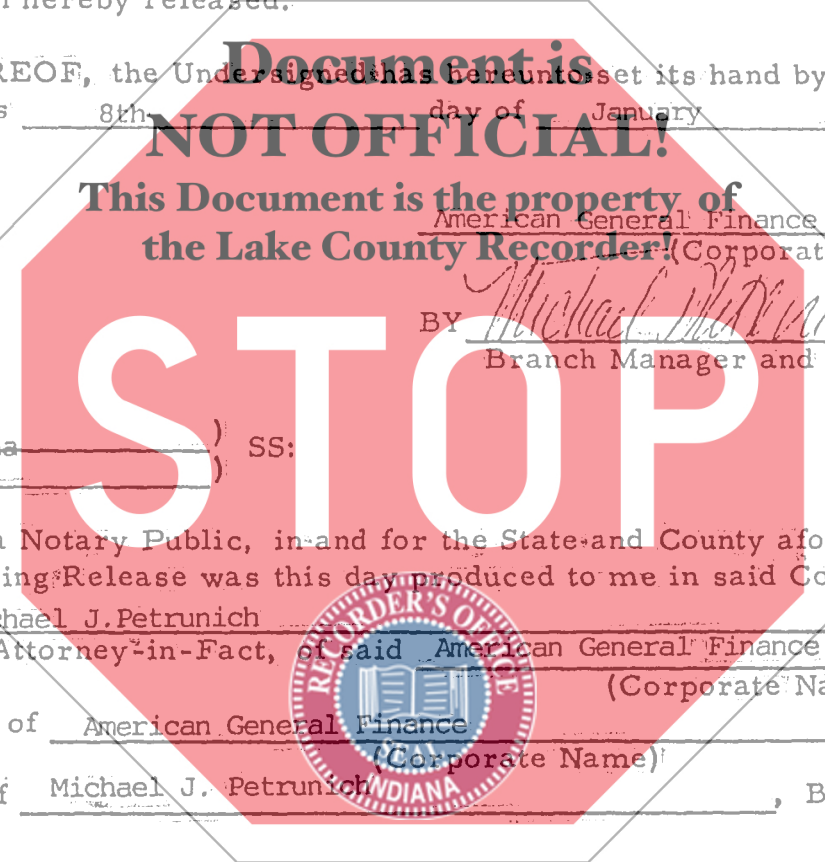 hereby released.
Document is
REOF, the Undersigned has hereunto set its hand by
8th day of January
NOT OFFICIAL!
This Document is the property of
American General Finance
the Lake County Recorder!
(Corporat
BY Michael
Branch Manager and
STOP
a ) SS:
)
Notary Public, in and for the State and County afo
ing Release was this day produced to me in said Co
hael J. Petrunich
Attorney-in-Fact, of said American General Finance
(Corporate Na
of American General Finance
(Corporate Name)
f Michael J. Petrunich, B
RECORDER'S OFFICE
SEAL
INDIANA